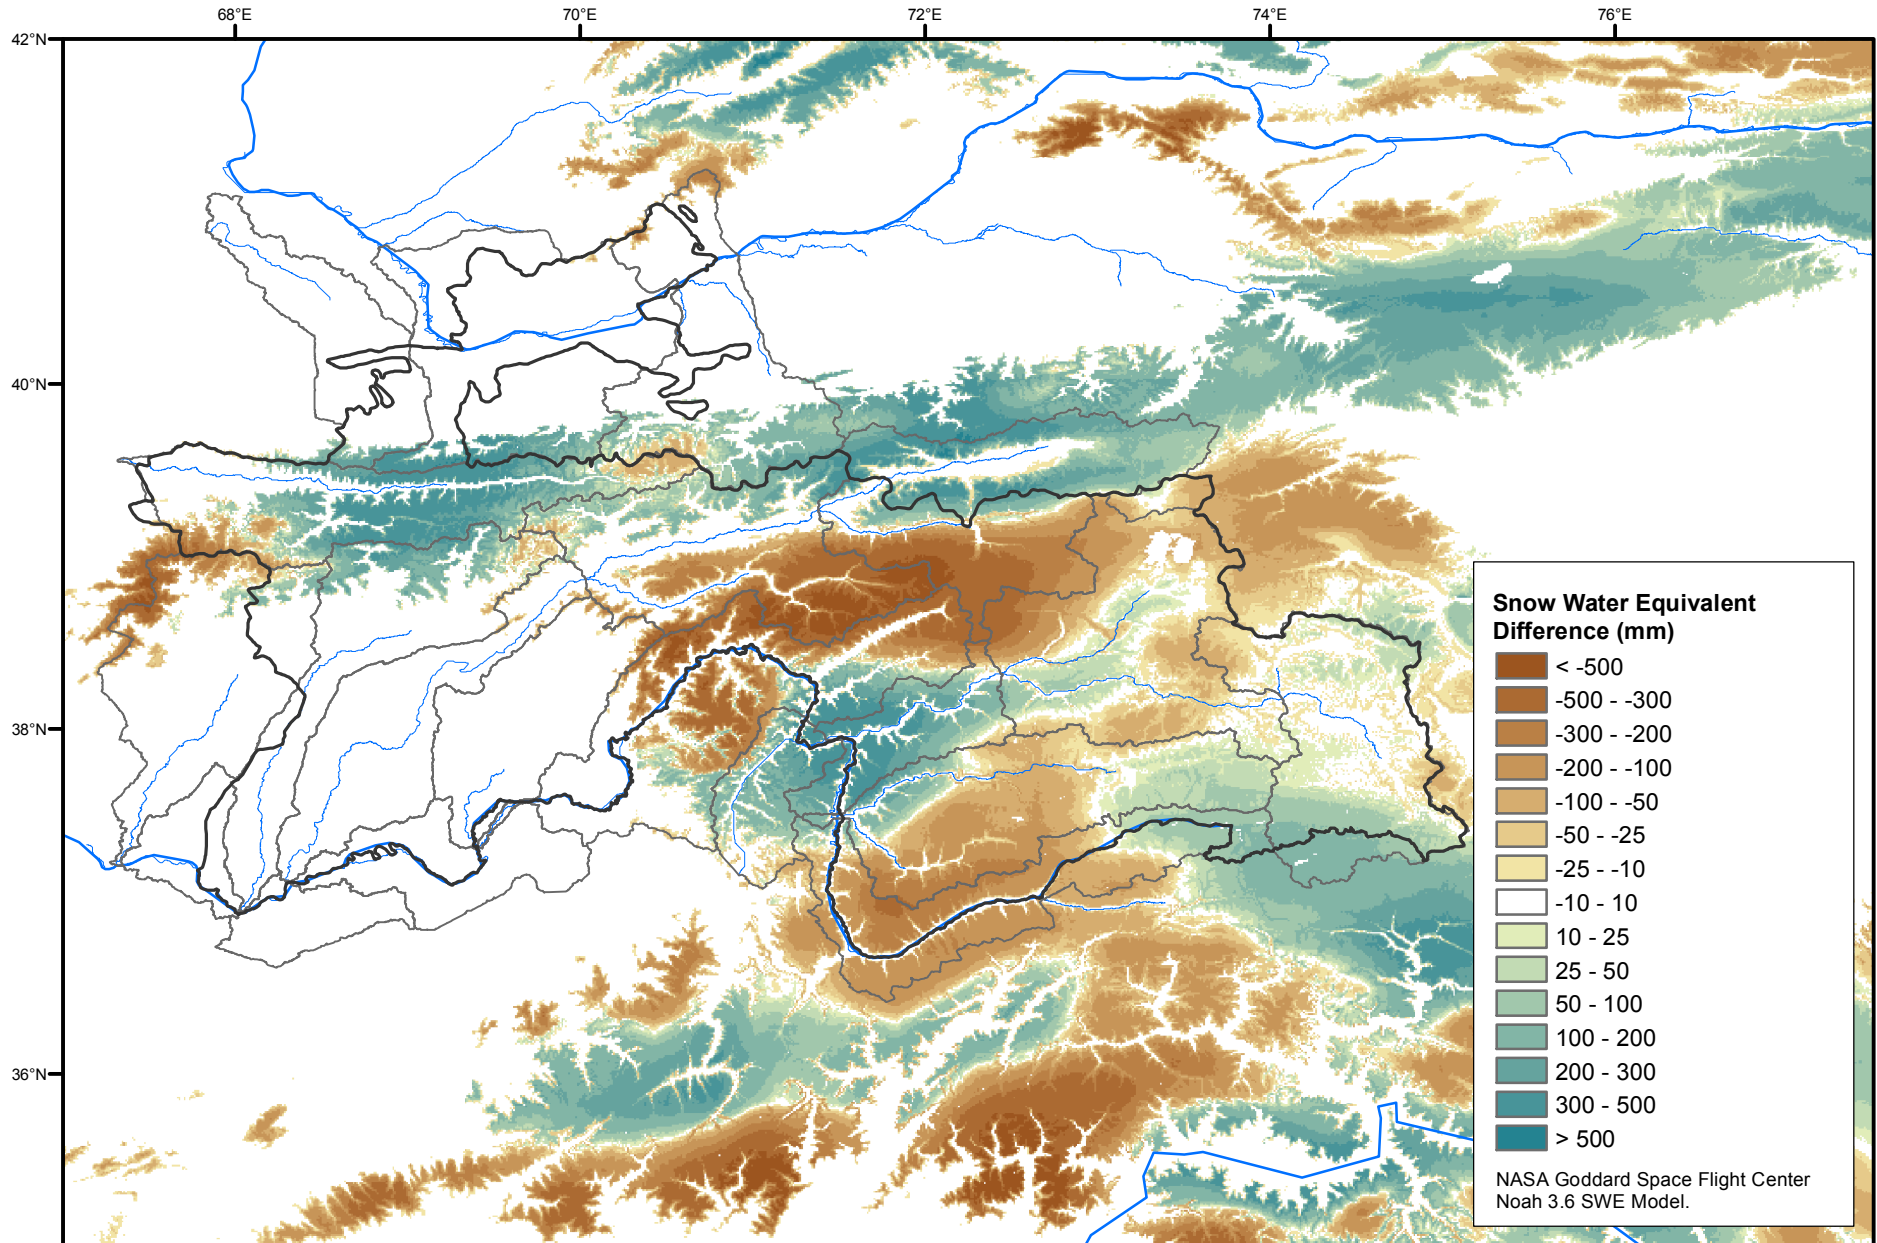 68°E
70°E
72°E
74°E
76°E
42°N
40°N
38°N
36°N
Snow Water Equivalent
Difference (mm)
< -500
-500 - -300
-300 - -200
-200 - -100
-100 - -50
-50 - -25
-25 - -10
-10 - 10
10 - 25
25 - 50
50 - 100
100 - 200
200 - 300
300 - 500
> 500
NASA Goddard Space Flight Center
Noah 3.6 SWE Model.